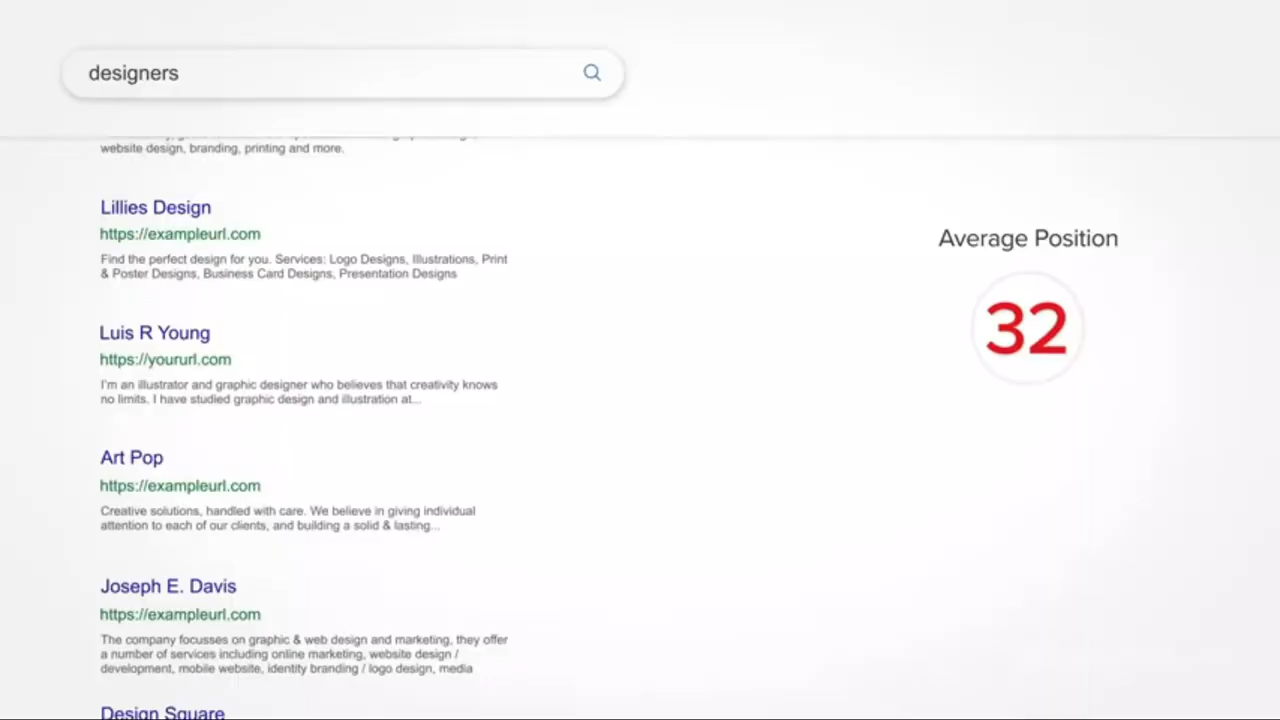 designers
website design, branding, printing and more.
Lillies Design
https://exampleurl.com
Find the perfect design for you. Services: Logo Designs, Illustrations, Print
& Poster Designs, Business Card Designs, Presentation Designs
Average Position
32
Luis R Young
https://yoururl.com
I'm an illustrator and graphic designer who believes that creativity knows
no limits. I have studied graphic design and illustration at...
Art Pop
https://exampleurl.com
Creative solutions, handled with care. We believe in giving individual
attention to each of our clients, and building a solid & lasting...
Joseph E. Davis
https://exampleurl.com
The company focusses on graphic & web design and marketing, they offer
a number of services including online marketing, website design /
development, mobile website, identity branding / logo design, media
Design Square